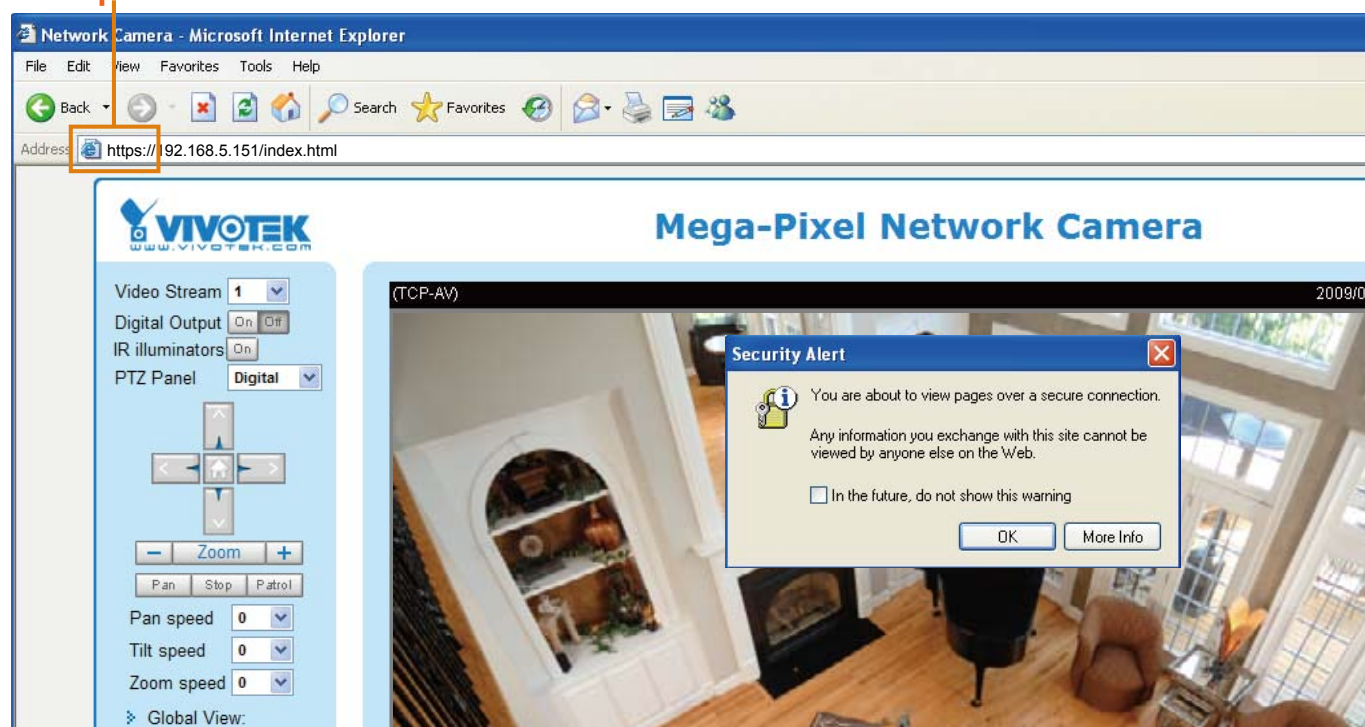 Network Camera - Microsoft Internet Explorer
File Edit View Favorites Tools Help
Back Search Favorites
Address https://192.168.5.151/index.html
VIVOTEK
www.vivotek.com
Mega-Pixel Network Camera
Video Stream 1
Digital Output On Off
IR illuminators On
PTZ Panel Digital
Zoom
Pan Stop Patrol
Pan speed 0
Tilt speed 0
Zoom speed 0
Global View:
(TCP-AV) 2009/0
Security Alert
You are about to view pages over a secure connection.
Any information you exchange with this site cannot be
viewed by anyone else on the Web.
In the future, do not show this warning
OK More Info